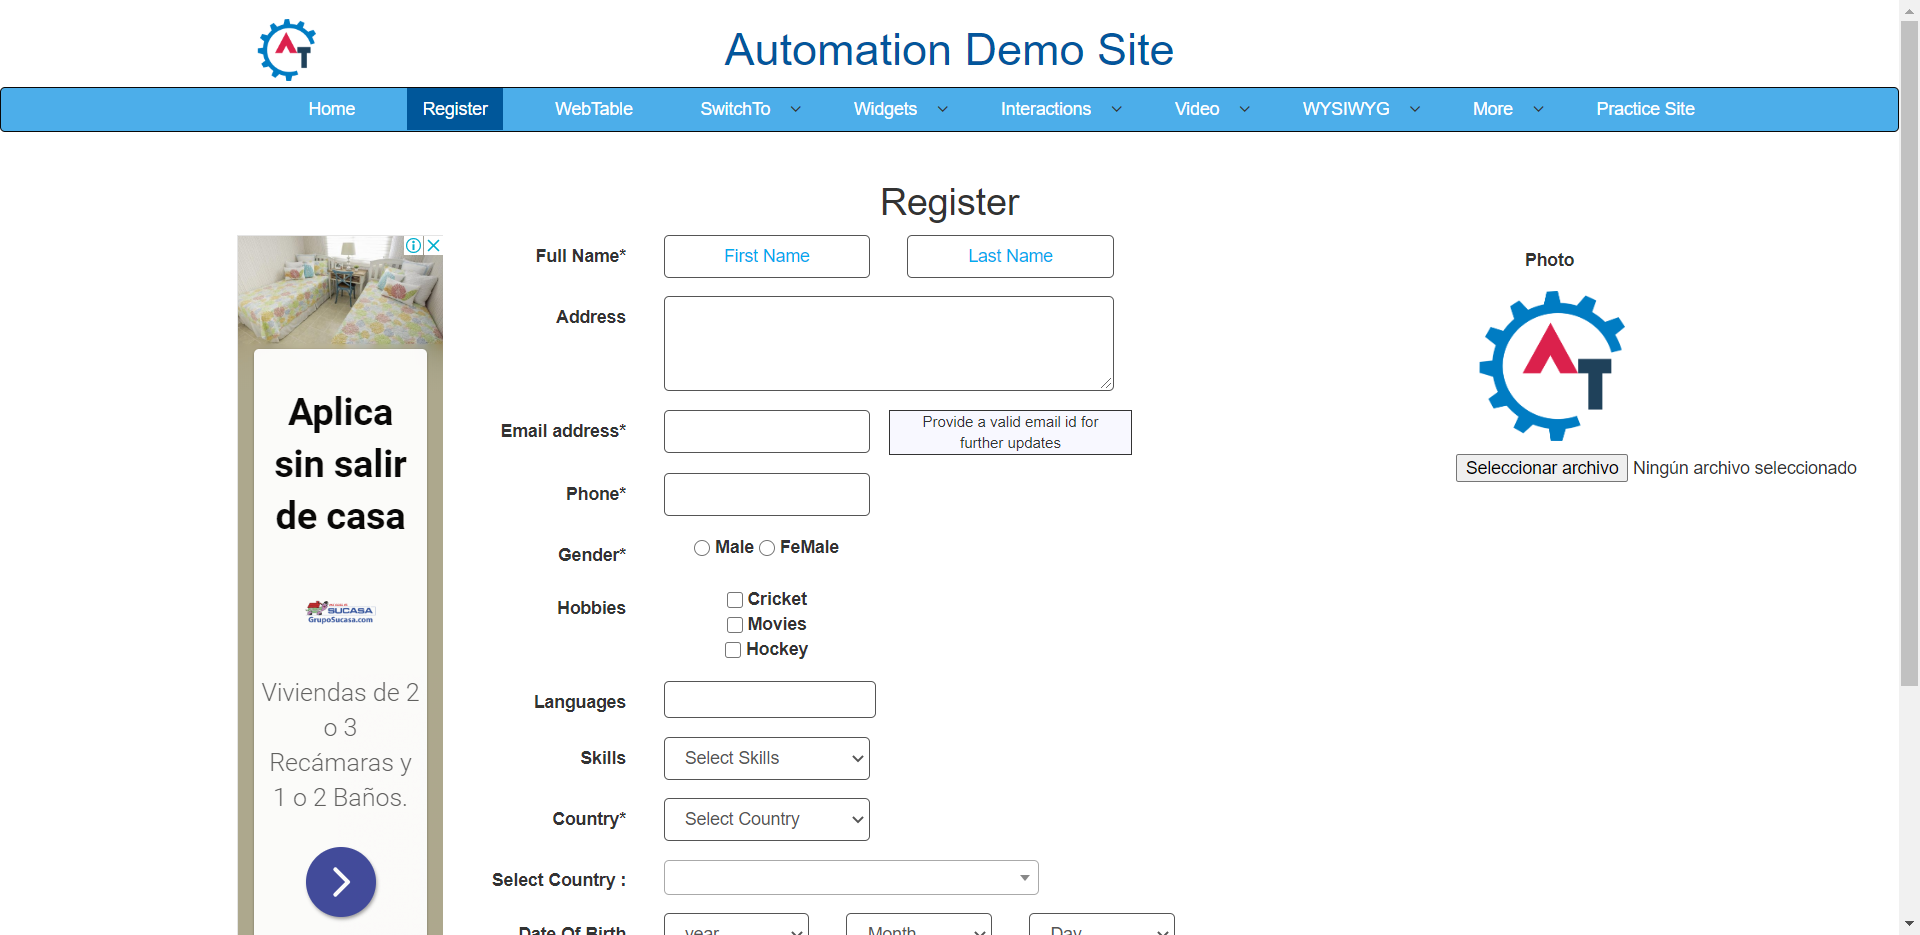 AT
Automation Demo Site
Home Register WebTable SwitchTo Widgets Interactions Video WYSIWYG More Practice Site
Register
Full Name* First Name Last Name
Address
Email address* Provide a valid email id for
further updates
Phone*
Gender* Male FeMale
Hobbies Cricket
Movies
Hockey
Languages
Skills Select Skills
Country* Select Country
Select Country :
Date Of Birth year Month Day
Photo
AT
Seleccionar archivo Ningún archivo seleccionado
Aplica
sin salir
de casa
SUCASA
GrupoSucasa.com
Viviendas de 2
o 3
Recámaras y
1 o 2 Baños.